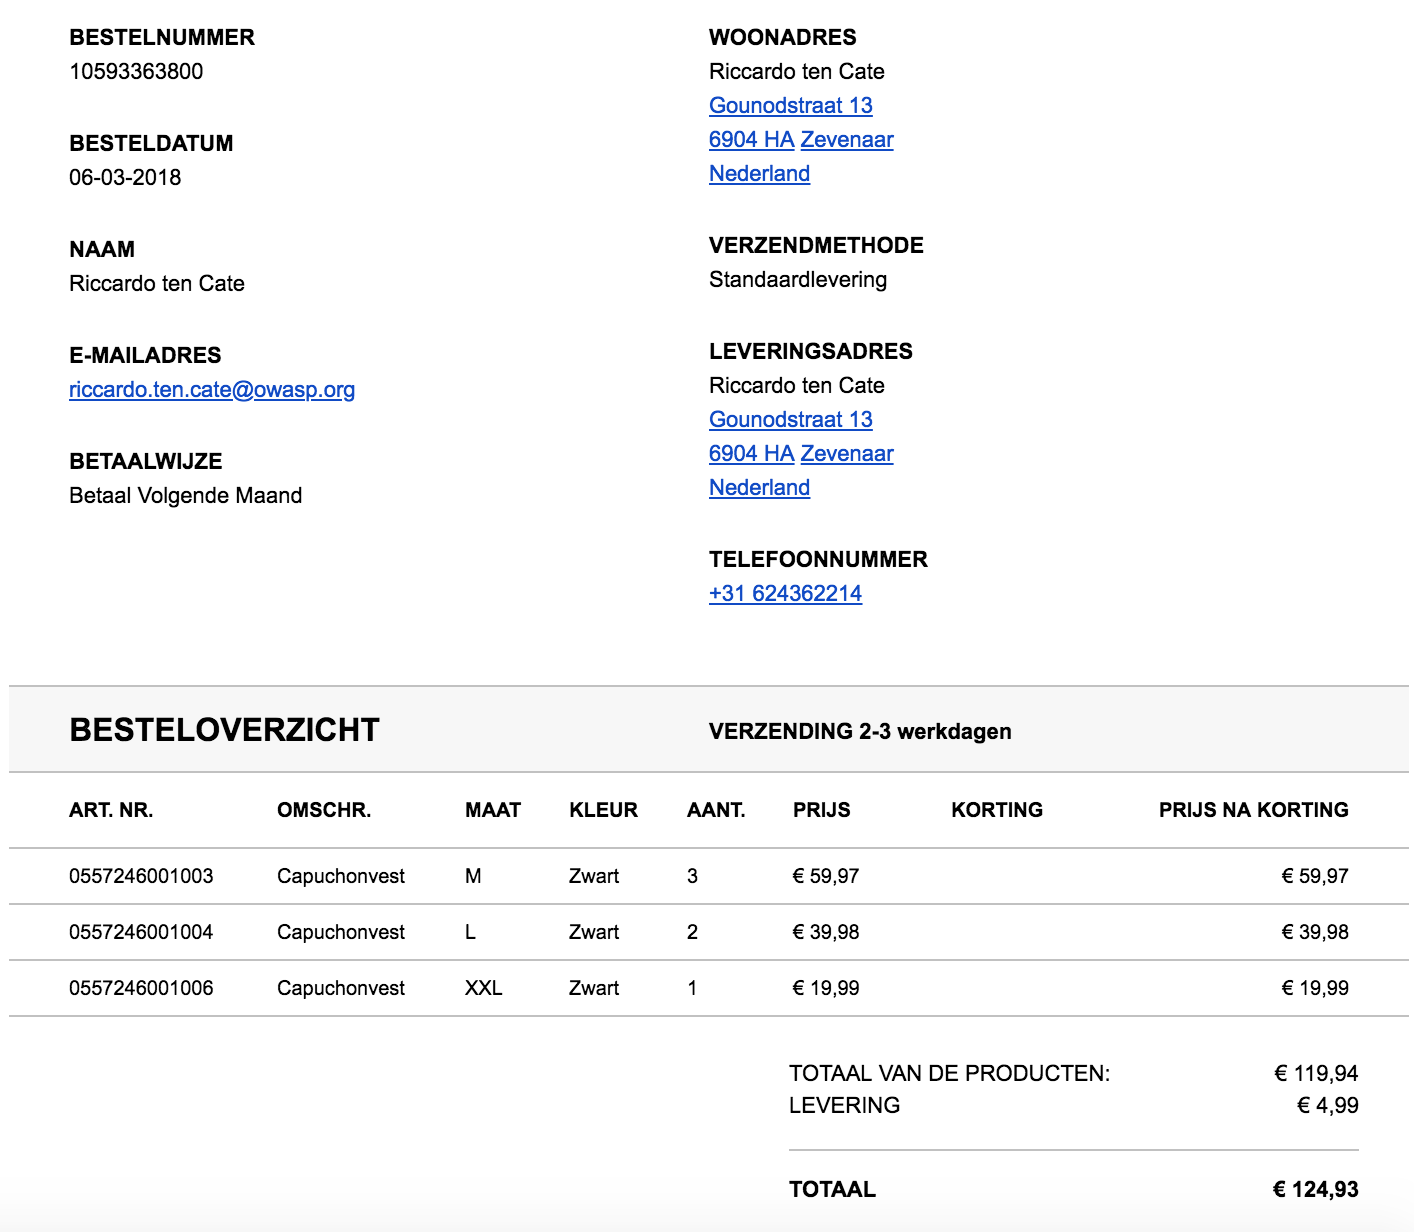 BESTELNUMMER
10593363800
BESTELDATUM
06-03-2018
NAAM
Riccardo ten Cate
E-MAILADRES
riccardo.ten.cate@owasp.org
BETAALWIJZE
Betaal Volgende Maand
WOONADRES
Riccardo ten Cate
Gounodstraat 13
6904 HA Zevenaar
Nederland
VERZENDMETHODE
Standaardlevering
LEVERINGSADRES
Riccardo ten Cate
Gounodstraat 13
6904 HA Zevenaar
Nederland
TELEFOONNUMMER
+31 624362214
BESTELOVERZICHT VERZENDING 2-3 werkdagen
ART. NR. OMSCHR. MAAT KLEUR AANT. PRIJS KORTING PRIJS NA KORTING
0557246001003 Capuchonvest M Zwart 3 € 59,97 € 59,97
0557246001004 Capuchonvest L Zwart 2 € 39,98 € 39,98
0557246001006 Capuchonvest XXL Zwart 1 € 19,99 € 19,99
TOTAAL VAN DE PRODUCTEN: € 119,94
LEVERING € 4,99
TOTAAL € 124,93